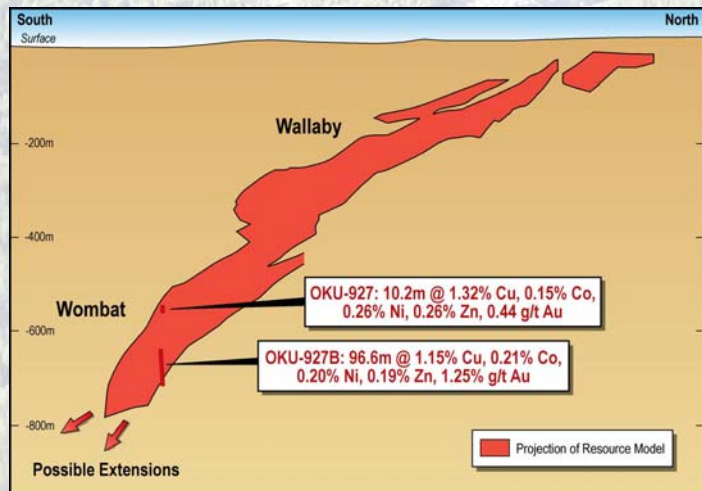 South
North
Surface
Wallaby
-200m
-400m
Wombat
OKU-927: 10.2m @ 1.32% Cu, 0.15% Co,
0.26% Ni, 0.26% Zn, 0.44 g/t Au
-600m
OKU-927B: 96.6m @ 1.15% Cu, 0.21% Co,
0.20% Ni, 0.19% Zn, 1.25% g/t Au
-800m
Possible Extensions
Projection of Resource Model